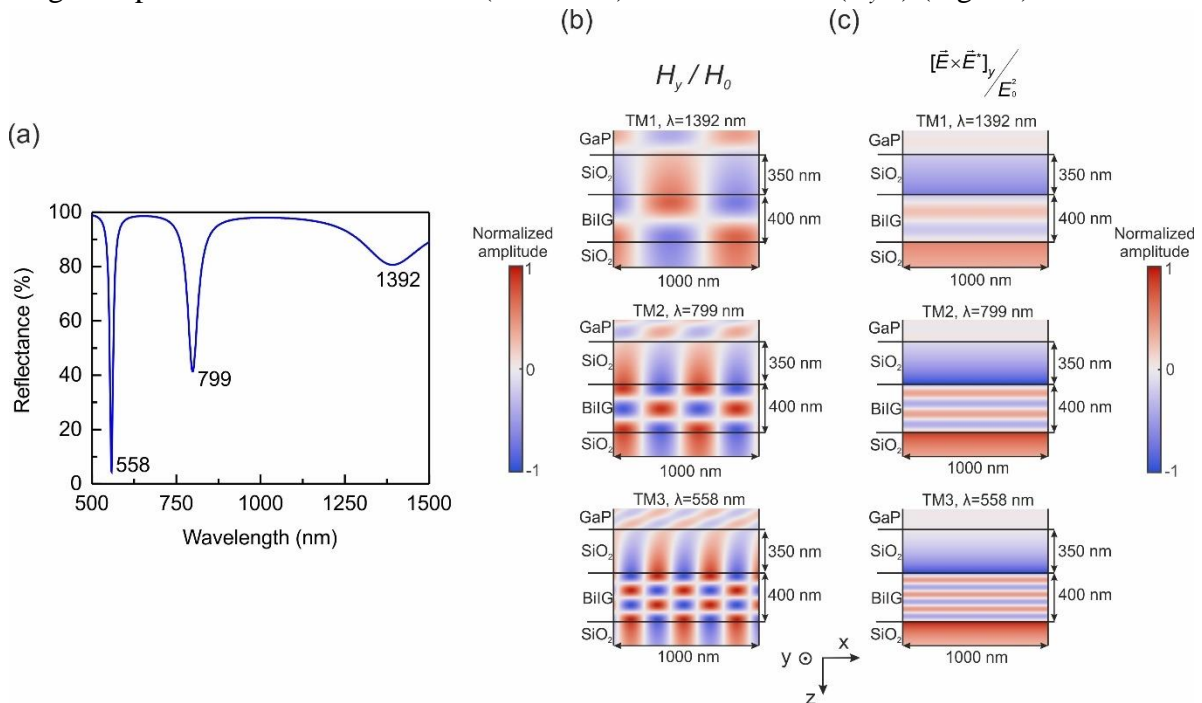 (b)
(c)
H_y / H_0
[E⃗×E⃗*]_y / E_0^2
(a)
Reflectance (%)
100
80
60
40
20
0
558
799
1392
500
750
1000
1250
1500
Wavelength (nm)
Normalized
amplitude
1
0
-1
TM1, λ=1392 nm
GaP
SiO₂
BiIG
SiO₂
350 nm
400 nm
1000 nm
TM2, λ=799 nm
GaP
SiO₂
BiIG
SiO₂
350 nm
400 nm
1000 nm
TM3, λ=558 nm
GaP
SiO₂
BiIG
SiO₂
350 nm
400 nm
1000 nm
y
x
z
TM1, λ=1392 nm
GaP
SiO₂
BiIG
SiO₂
350 nm
400 nm
1000 nm
TM2, λ=799 nm
GaP
SiO₂
BiIG
SiO₂
350 nm
400 nm
1000 nm
TM3, λ=558 nm
GaP
SiO₂
BiIG
SiO₂
350 nm
400 nm
1000 nm
Normalized
amplitude
1
0
-1